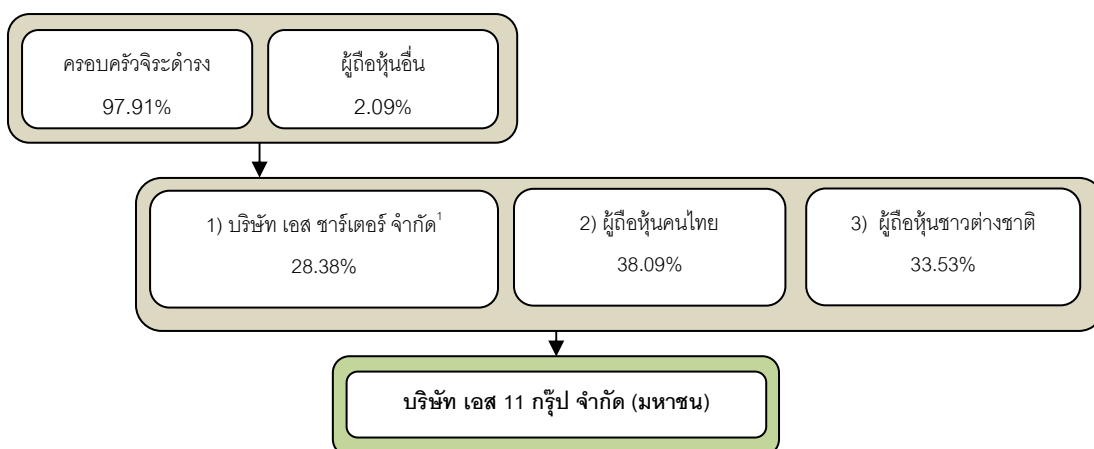 ครอบครัวจิระดำรง
97.91%
ผู้ถือหุ้นอื่น
2.09%
1) บริษัท เอส ชาร์เตอร์ จำกัด¹
28.38%
2) ผู้ถือหุ้นคนไทย
38.09%
3) ผู้ถือหุ้นชาวต่างชาติ
33.53%
บริษัท เอส 11 กรุ๊ป จำกัด (มหาชน)